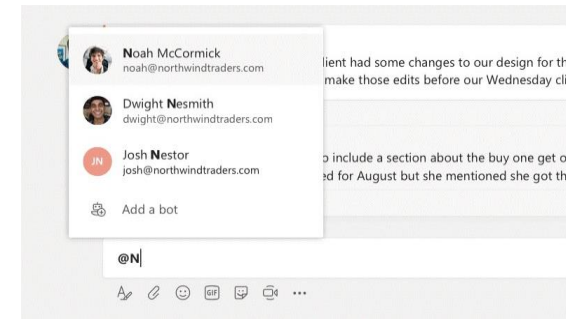 Noah McCormick
noah@northwindtraders.com
lient had some changes to our design for th
make those edits before our Wednesday cli
Dwight Nesmith
dwight@northwindtraders.com
JN
Josh Nestor
josh@northwindtraders.com
o include a section about the buy one get o
ed for August but she mentioned she got th
Add a bot
@N
GIF